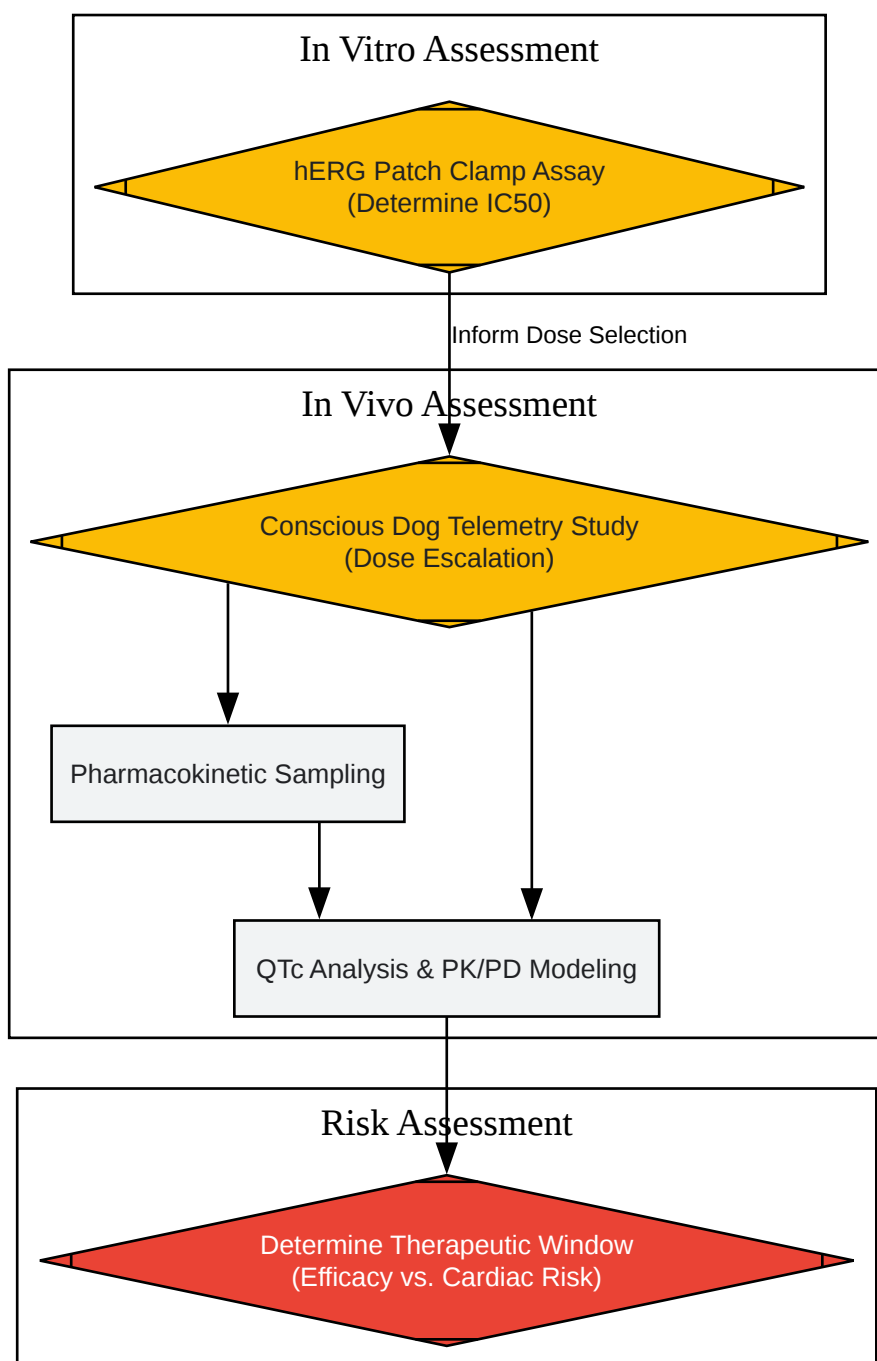 In Vitro Assessment
hERG Patch Clamp Assay
(Determine IC50)
Inform Dose Selection
In Vivo Assessment
Conscious Dog Telemetry Study
(Dose Escalation)
Pharmacokinetic Sampling
QTc Analysis & PK/PD Modeling
Risk Assessment
Determine Therapeutic Window
(Efficacy vs. Cardiac Risk)